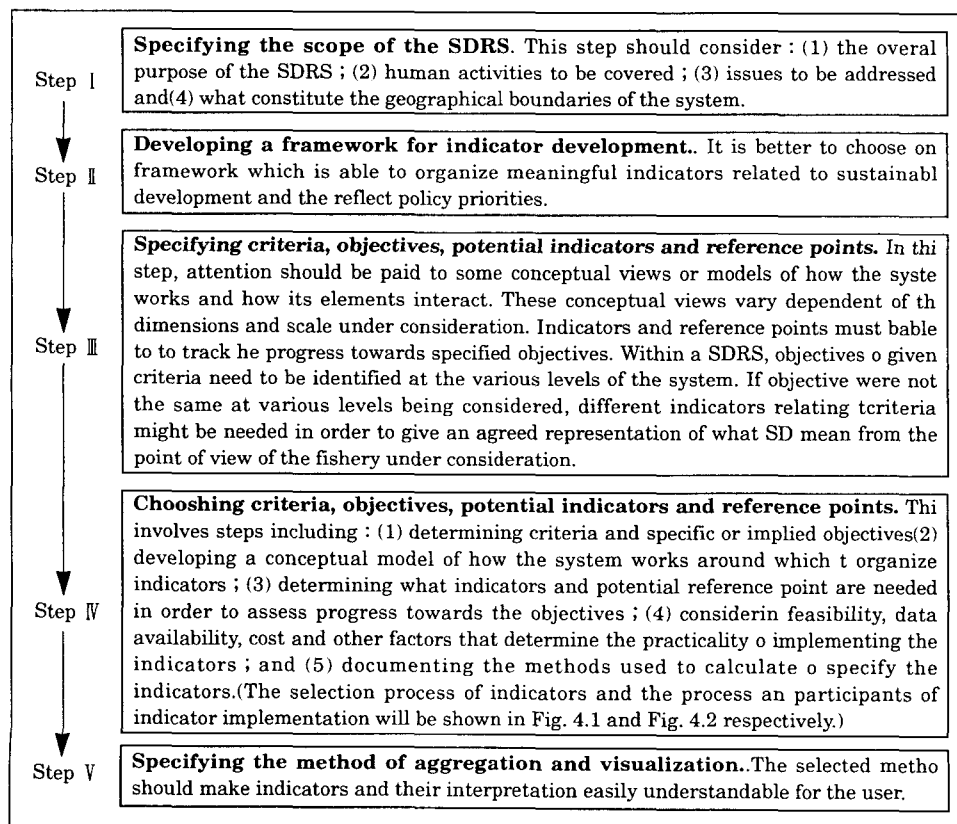 Specifying the scope of the SDRS. This step should consider : (1) the overal
purpose of the SDRS ; (2) human activities to be covered ; (3) issues to be addressed
and(4) what constitute the geographical boundaries of the system.
Step Ⅰ
Developing a framework for indicator development.. It is better to choose on
framework which is able to organize meaningful indicators related to sustainabl
development and the reflect policy priorities.
Step Ⅱ
Specifying criteria, objectives, potential indicators and reference points. In thi
step, attention should be paid to some conceptual views or models of how the syste
works and how its elements interact. These conceptual views vary dependent of th
dimensions and scale under consideration. Indicators and reference points must bable
to to track he progress towards specified objectives. Within a SDRS, objectives o given
criteria need to be identified at the various levels of the system. If objective were not
the same at various levels being considered, different indicators relating tcriteria
might be needed in order to give an agreed representation of what SD mean from the
point of view of the fishery under consideration.
Step Ⅲ
Chooshing criteria, objectives, potential indicators and reference points. Thi
involves steps including : (1) determining criteria and specific or implied objectives(2)
developing a conceptual model of how the system works around which t organize
indicators ; (3) determining what indicators and potential reference point are needed
in order to assess progress towards the objectives ; (4) considerin feasibility, data
availability, cost and other factors that determine the practicality o implementing the
indicators ; and (5) documenting the methods used to calculate o specify the
indicators.(The selection process of indicators and the process an participants of
indicator implementation will be shown in Fig. 4.1 and Fig. 4.2 respectively.)
Step Ⅳ
Specifying the method of aggregation and visualization..The selected metho
should make indicators and their interpretation easily understandable for the user.
Step Ⅴ